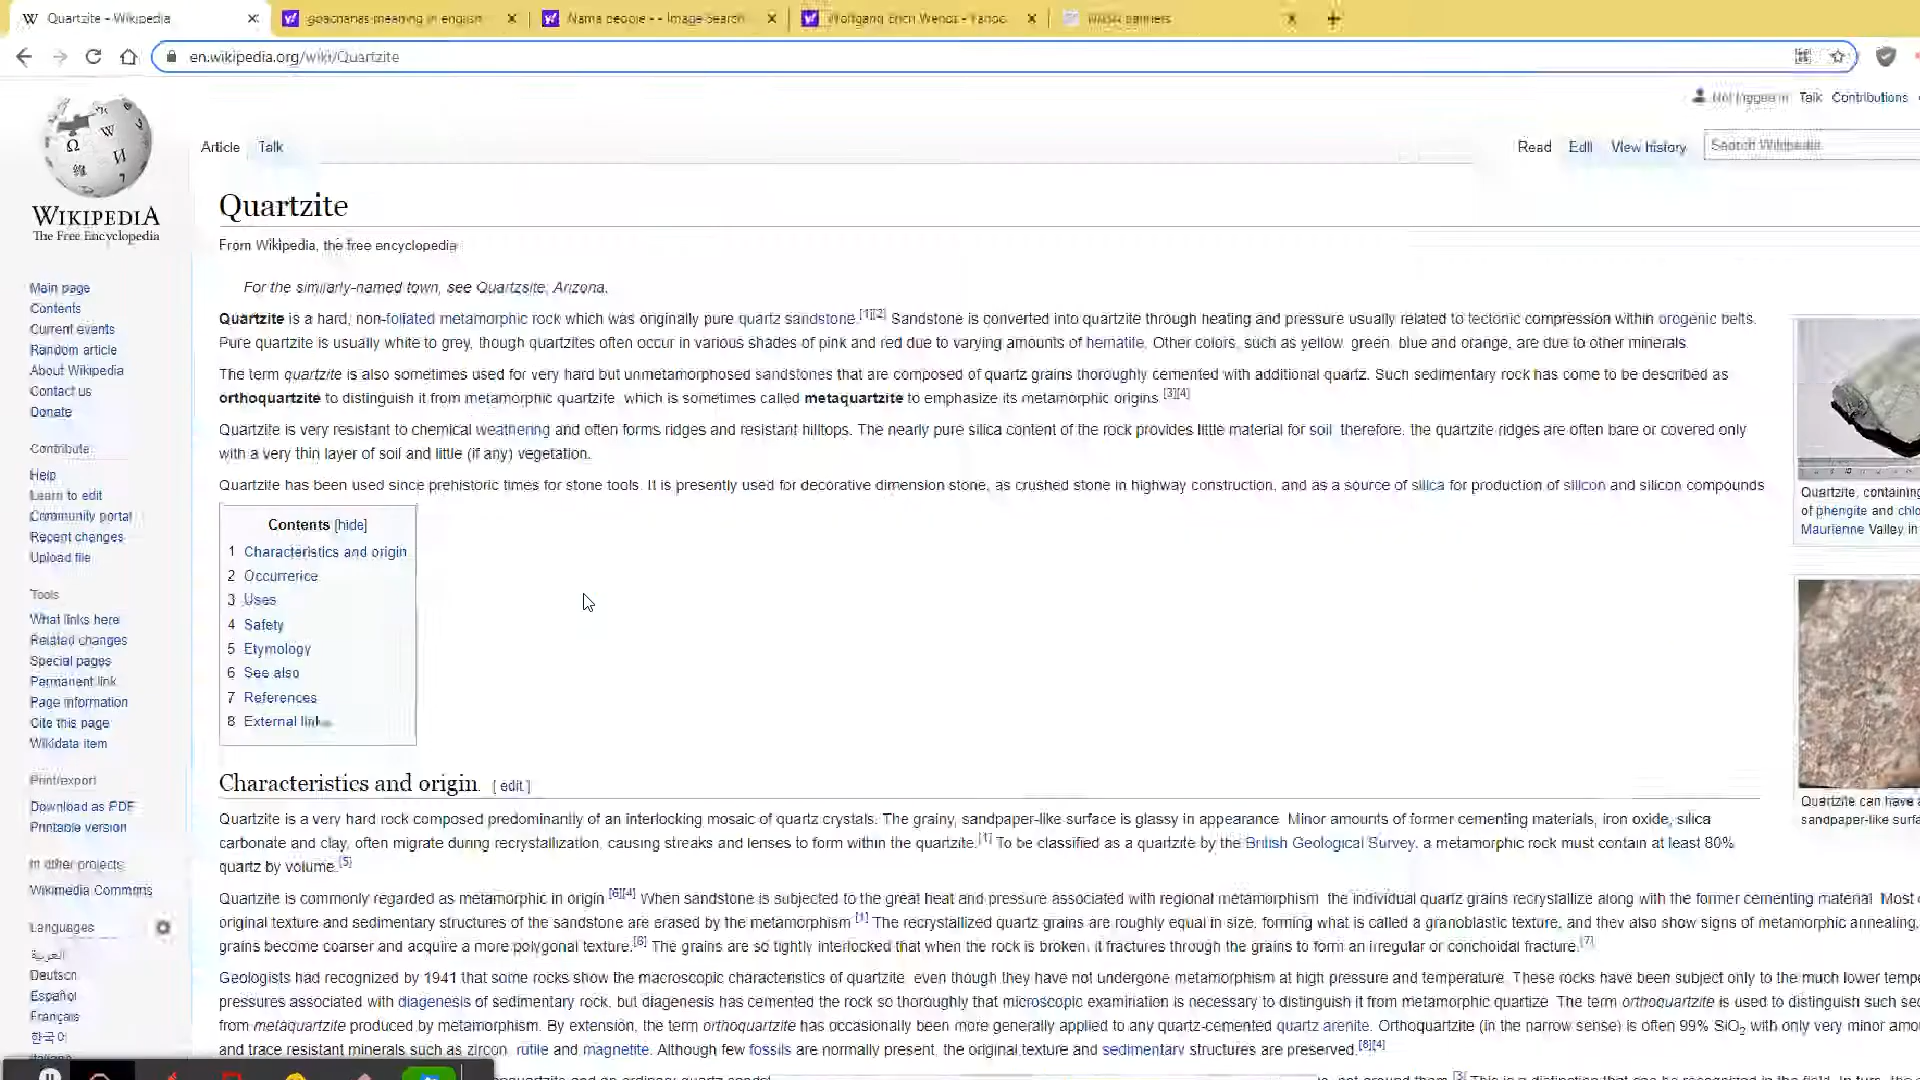 Quartzite - Wikipedia
meaning in english
Nama people - - Image Search
Wolfgang Erich Wendt - Yahoo
en.wikipedia.org/wiki/Quartzite
Not logged in Talk Contributions
Article Talk
Read Edit View history Search Wikipedia
WIKIPEDIA
The Free Encyclopedia
Main page
Contents
Current events
Random article
About Wikipedia
Contact us
Donate
Contribute
Help
Learn to edit
Community portal
Recent changes
Upload file
Tools
What links here
Related changes
Special pages
Permanent link
Page information
Cite this page
Wikidata item
Print/export
Download as PDF
Printable version
In other projects
Wikimedia Commons
Languages
العربية
Deutsch
Español
Français
한국어
Italiano
Quartzite
From Wikipedia, the free encyclopedia
For the similarly-named town, see Quartzsite, Arizona.
Quartzite is a hard, non-foliated metamorphic rock which was originally pure quartz sandstone.[1][2] Sandstone is converted into quartzite through heating and pressure usually related to tectonic compression within orogenic belts.
Pure quartzite is usually white to grey, though quartzites often occur in various shades of pink and red due to varying amounts of hematite. Other colors, such as yellow, green, blue and orange, are due to other minerals.
The term quartzite is also sometimes used for very hard but unmetamorphosed sandstones that are composed of quartz grains thoroughly cemented with additional quartz. Such sedimentary rock has come to be described as
orthoquartzite to distinguish it from metamorphic quartzite, which is sometimes called metaquartzite to emphasize its metamorphic origins.[3][4]
Quartzite is very resistant to chemical weathering and often forms ridges and resistant hilltops. The nearly pure silica content of the rock provides little material for soil; therefore, the quartzite ridges are often bare or covered only
with a very thin layer of soil and little (if any) vegetation.
Quartzite has been used since prehistoric times for stone tools. It is presently used for decorative dimension stone, as crushed stone in highway construction, and as a source of silica for production of silicon and silicon compounds
Contents [hide]
1 Characteristics and origin
2 Occurrence
3 Uses
4 Safety
5 Etymology
6 See also
7 References
8 External links
Quartzite, containing
of phengite and chlo
Maurienne Valley in
Quartzite can have a
sandpaper-like surfa
Characteristics and origin [ edit ]
Quartzite is a very hard rock composed predominantly of an interlocking mosaic of quartz crystals. The grainy, sandpaper-like surface is glassy in appearance. Minor amounts of former cementing materials, iron oxide, silica
carbonate and clay, often migrate during recrystallization, causing streaks and lenses to form within the quartzite.[1] To be classified as a quartzite by the British Geological Survey, a metamorphic rock must contain at least 80%
quartz by volume.[5]
Quartzite is commonly regarded as metamorphic in origin.[6][4] When sandstone is subjected to the great heat and pressure associated with regional metamorphism, the individual quartz grains recrystallize along with the former cementing material. Most
original texture and sedimentary structures of the sandstone are erased by the metamorphism.[1] The recrystallized quartz grains are roughly equal in size, forming what is called a granoblastic texture, and they also show signs of metamorphic annealing,
grains become coarser and acquire a more polygonal texture.[6] The grains are so tightly interlocked that when the rock is broken, it fractures through the grains to form an irregular or conchoidal fracture.[7]
Geologists had recognized by 1941 that some rocks show the macroscopic characteristics of quartzite, even though they have not undergone metamorphism at high pressure and temperature. These rocks have been subject only to the much lower tempe
pressures associated with diagenesis of sedimentary rock, but diagenesis has cemented the rock so thoroughly that microscopic examination is necessary to distinguish it from metamorphic quartzite. The term orthoquartzite is used to distinguish such sed
from metaquartzite produced by metamorphism. By extension, the term orthoquartzite has occasionally been more generally applied to any quartz-cemented quartz arenite. Orthoquartzite (in the narrow sense) is often 99% SiO2 with only very minor amou
and trace resistant minerals such as zircon, rutile and magnetite. Although few fossils are normally present, the original texture and sedimentary structures are preserved.[8][4]